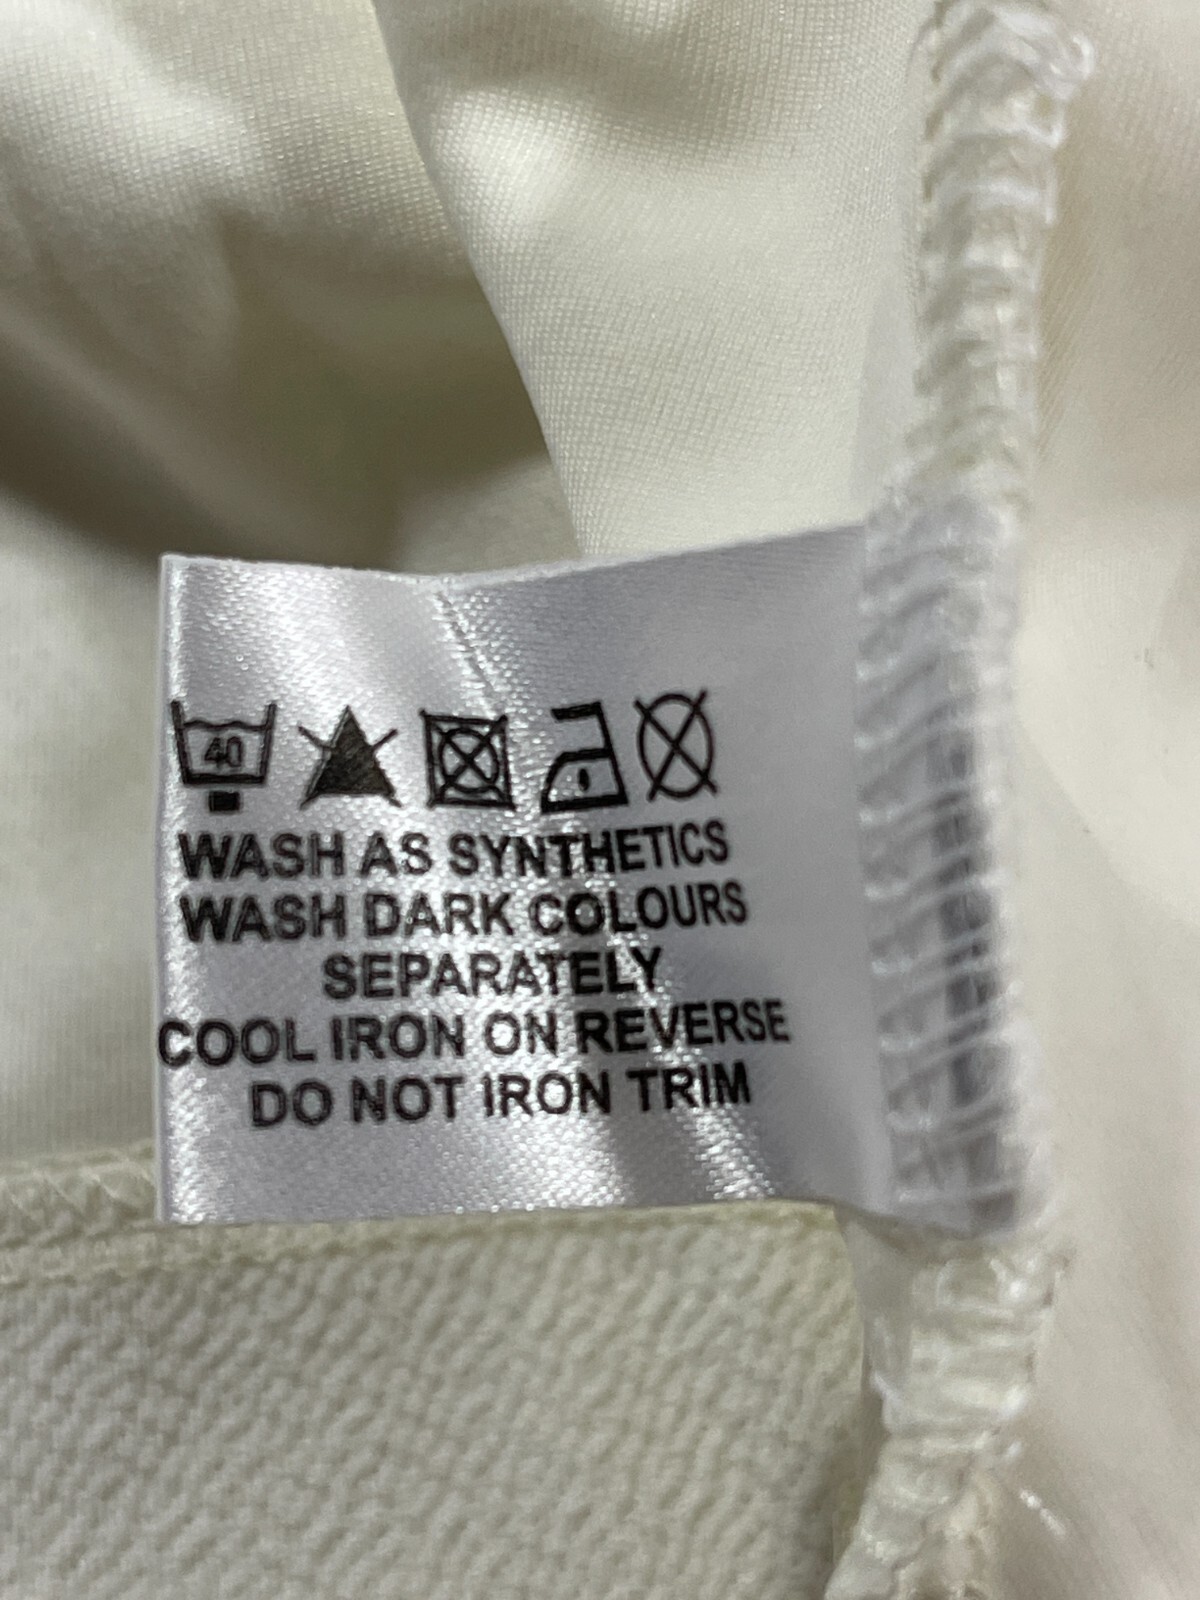 40
WASH AS SYNTHETICS
WASH DARK COLOURS
SEPARATELY
COOL IRON ON REVERSE
DO NOT IRON TRIM